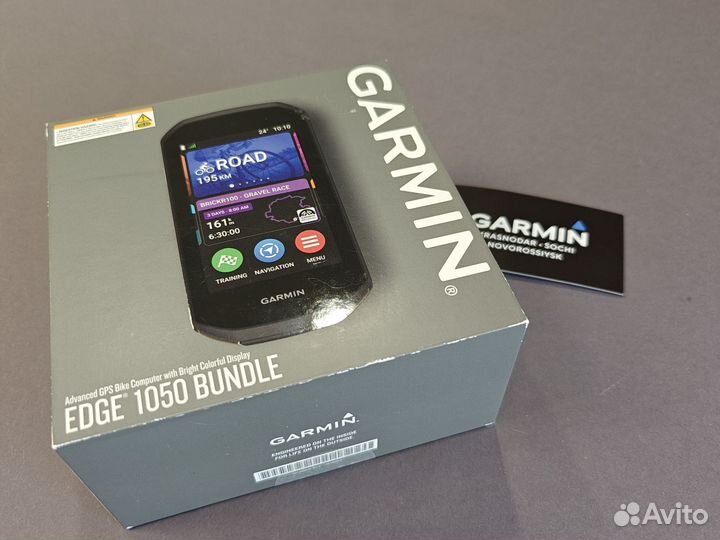 GARMIN®
24° 10:10
ROAD
195 KM
BRICKR100 - GRAVEL RACE
3 DAYS - 8:00 AM
161
6:30:00
TRAINING
NAVIGATION
MENU
GARMIN
Advanced GPS Bike Computer with Bright Colorful Display
EDGE® 1050 BUNDLE
GARMIN
ENGINEERED ON THE INSIDE
FOR LIFE ON THE OUTSIDE.
GARMIN
KRASNODAR • SOCHI
NOVOROSSIYSK
Avito